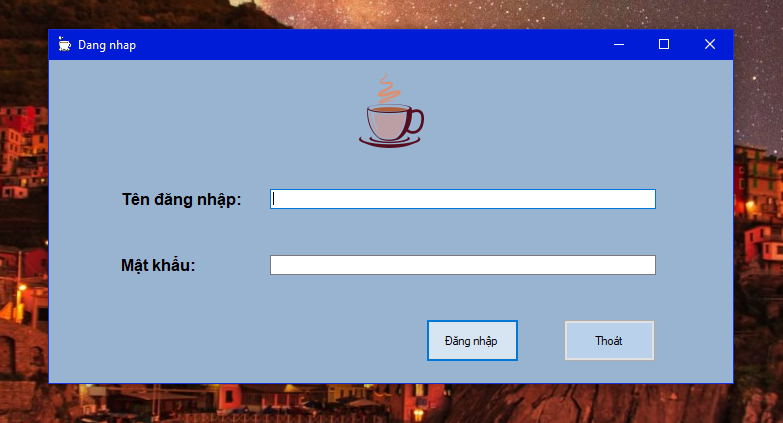 Dang nhap
Tên đăng nhập:
Mật khẩu:
Đăng nhập
Thoát